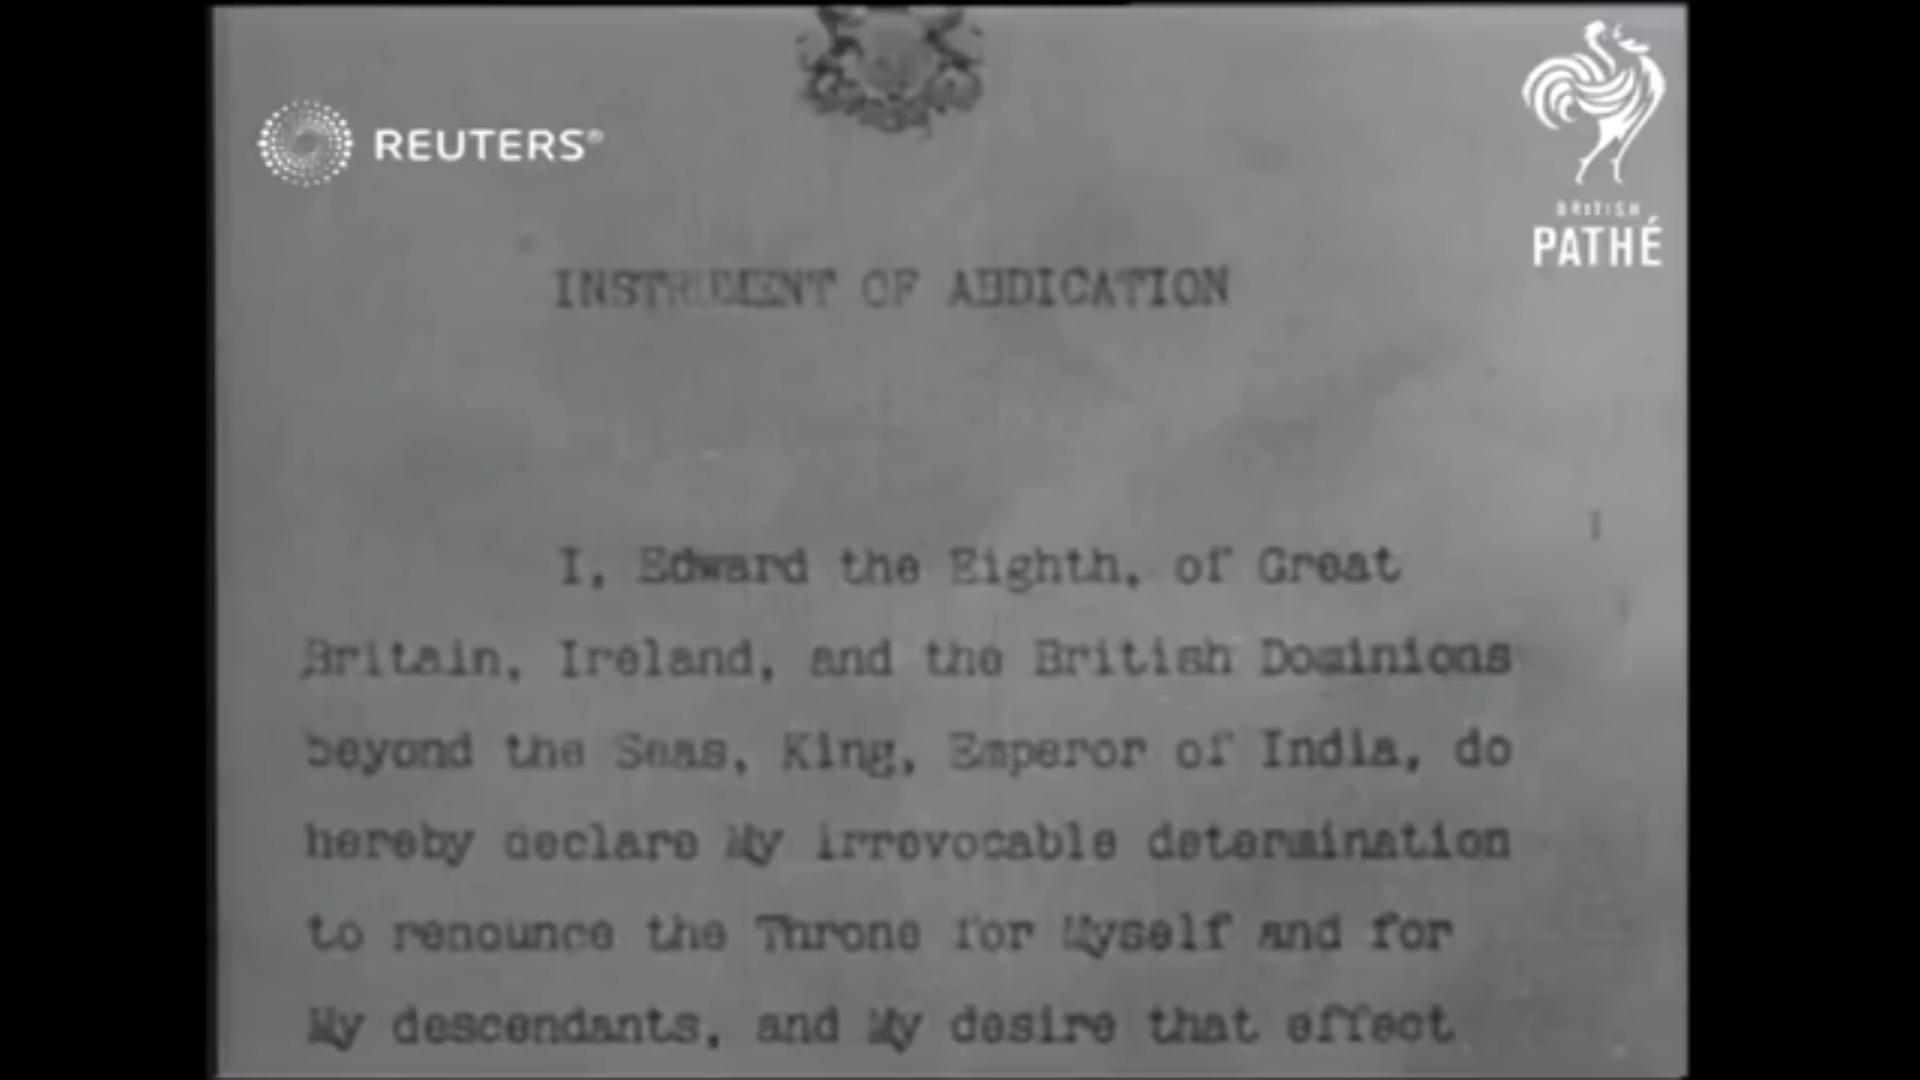 REUTERS®
BRITISH
PATHÉ
INSTRUMENT OF ABDICATION
I, Edward the Eighth, of Great
Britain, Ireland, and the British Dominions
beyond the Seas, King, Emperor of India, do
hereby declare My irrevocable determination
to renounce the Throne for Myself and for
My descendants, and My desire that effect